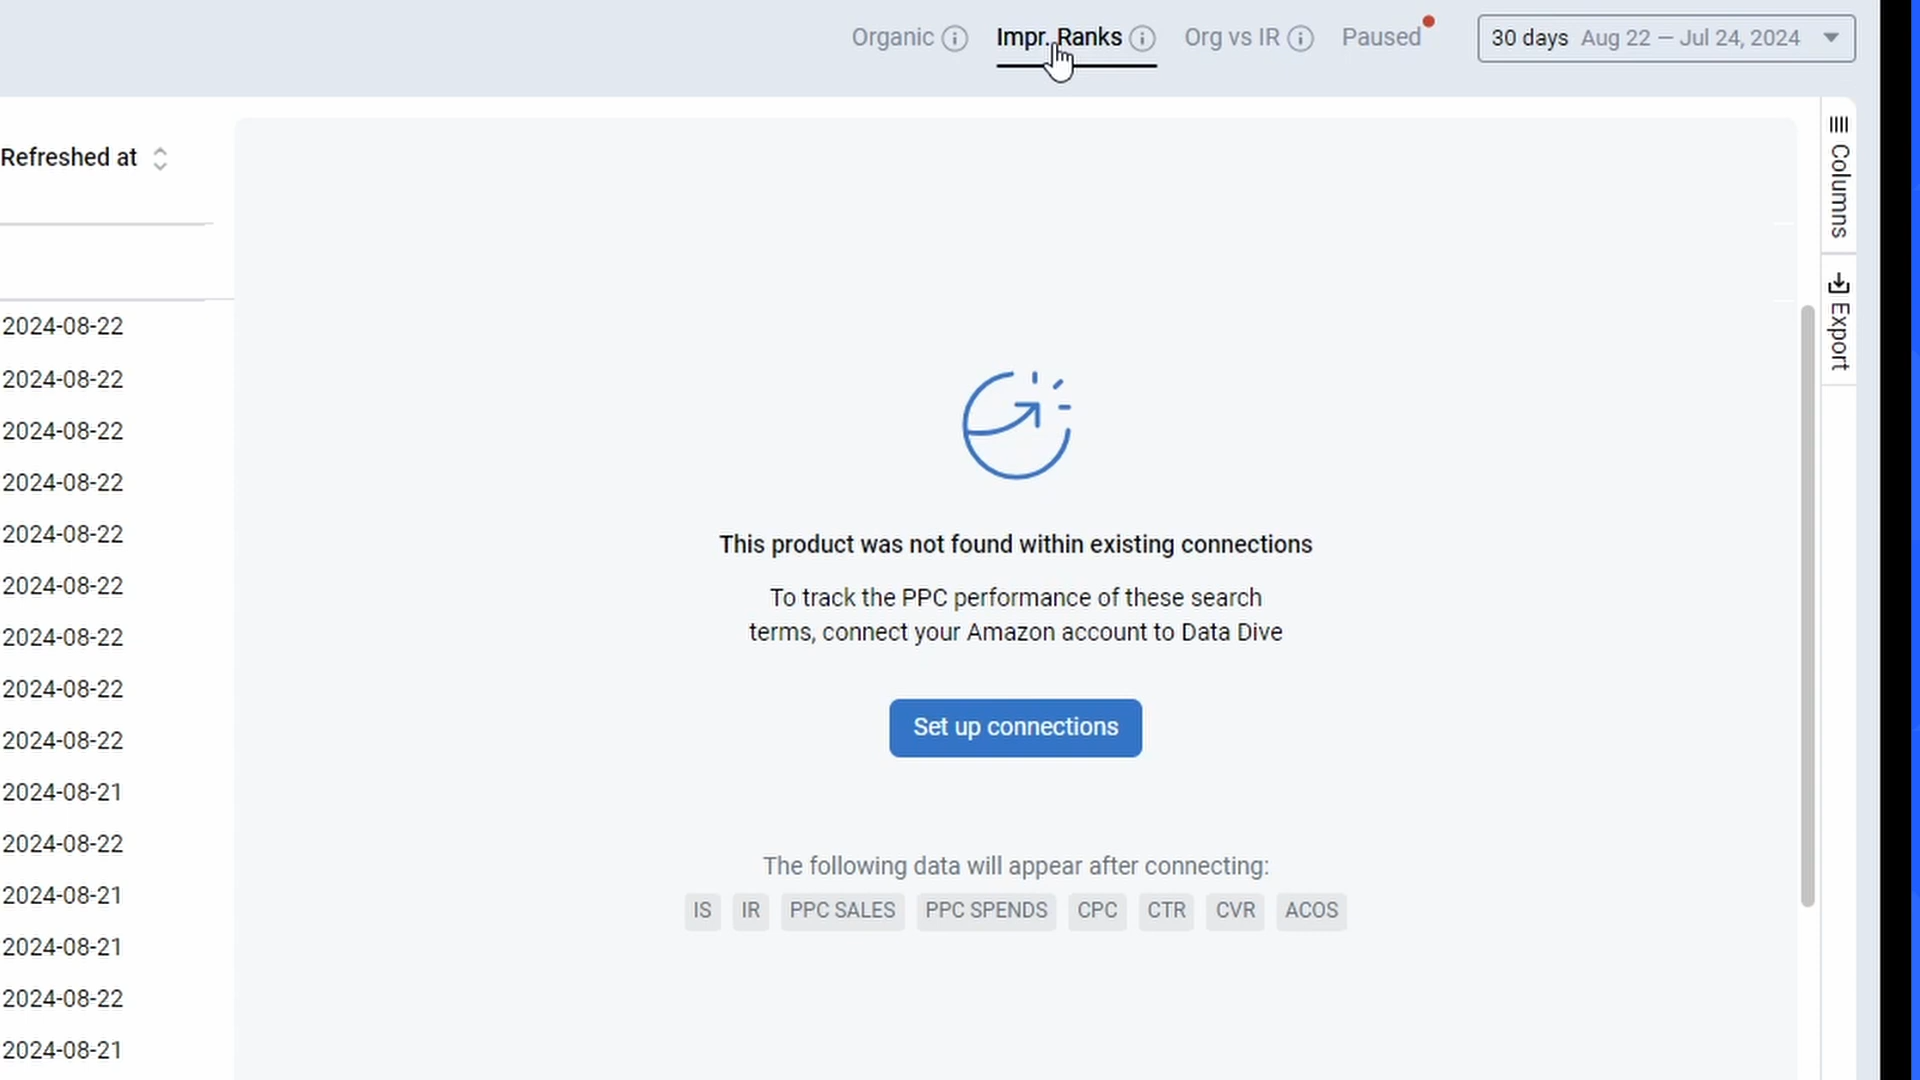 Organic Impr. Ranks Org vs IR Paused 30 days Aug 22 — Jul 24, 2024
Refreshed at
Columns
Export
2024-08-22
2024-08-22
2024-08-22
2024-08-22
2024-08-22
2024-08-22
2024-08-22
2024-08-22
2024-08-22
2024-08-21
2024-08-22
2024-08-21
2024-08-21
2024-08-22
2024-08-21
This product was not found within existing connections
To track the PPC performance of these search
terms, connect your Amazon account to Data Dive
Set up connections
The following data will appear after connecting:
IS IR PPC SALES PPC SPENDS CPC CTR CVR ACOS